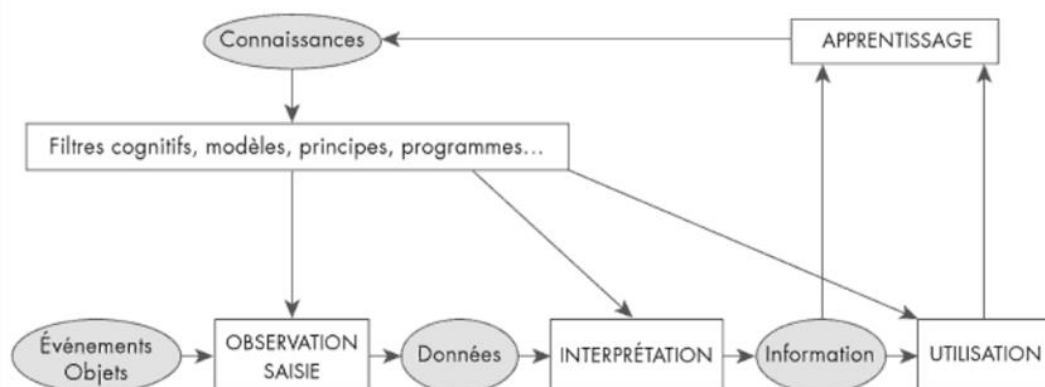 Connaissances
APPRENTISSAGE
Filtres cognitifs, modèles, principes, programmes...
Événements
Objets
OBSERVATION
SAISIE
Données
INTERPRÉTATION
Information
UTILISATION